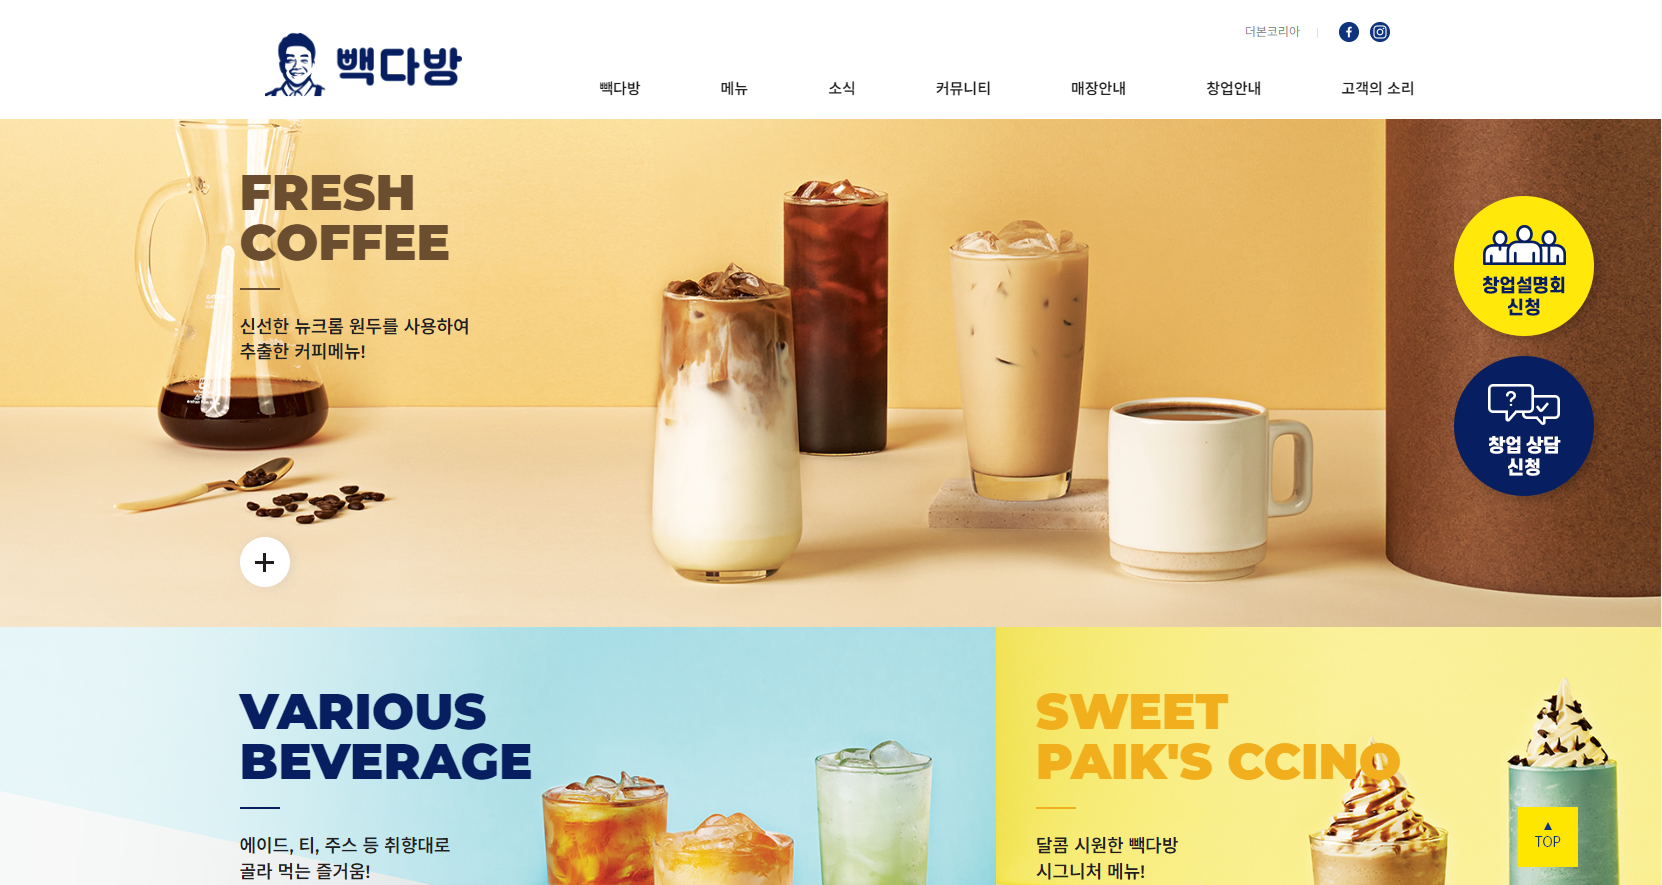 더본코리아
빽다방
빽다방
메뉴
소식
커뮤니티
매장안내
창업안내
고객의 소리
FRESH
COFFEE
신선한 뉴크롬 원두를 사용하여
추출한 커피메뉴!
창업설명회
신청
창업 상담
신청
VARIOUS
BEVERAGE
에이드, 티, 주스 등 취향대로
골라 먹는 즐거움!
SWEET
PAIK'S CCINO
달콤 시원한 빽다방
시그니처 메뉴!
▲
TOP